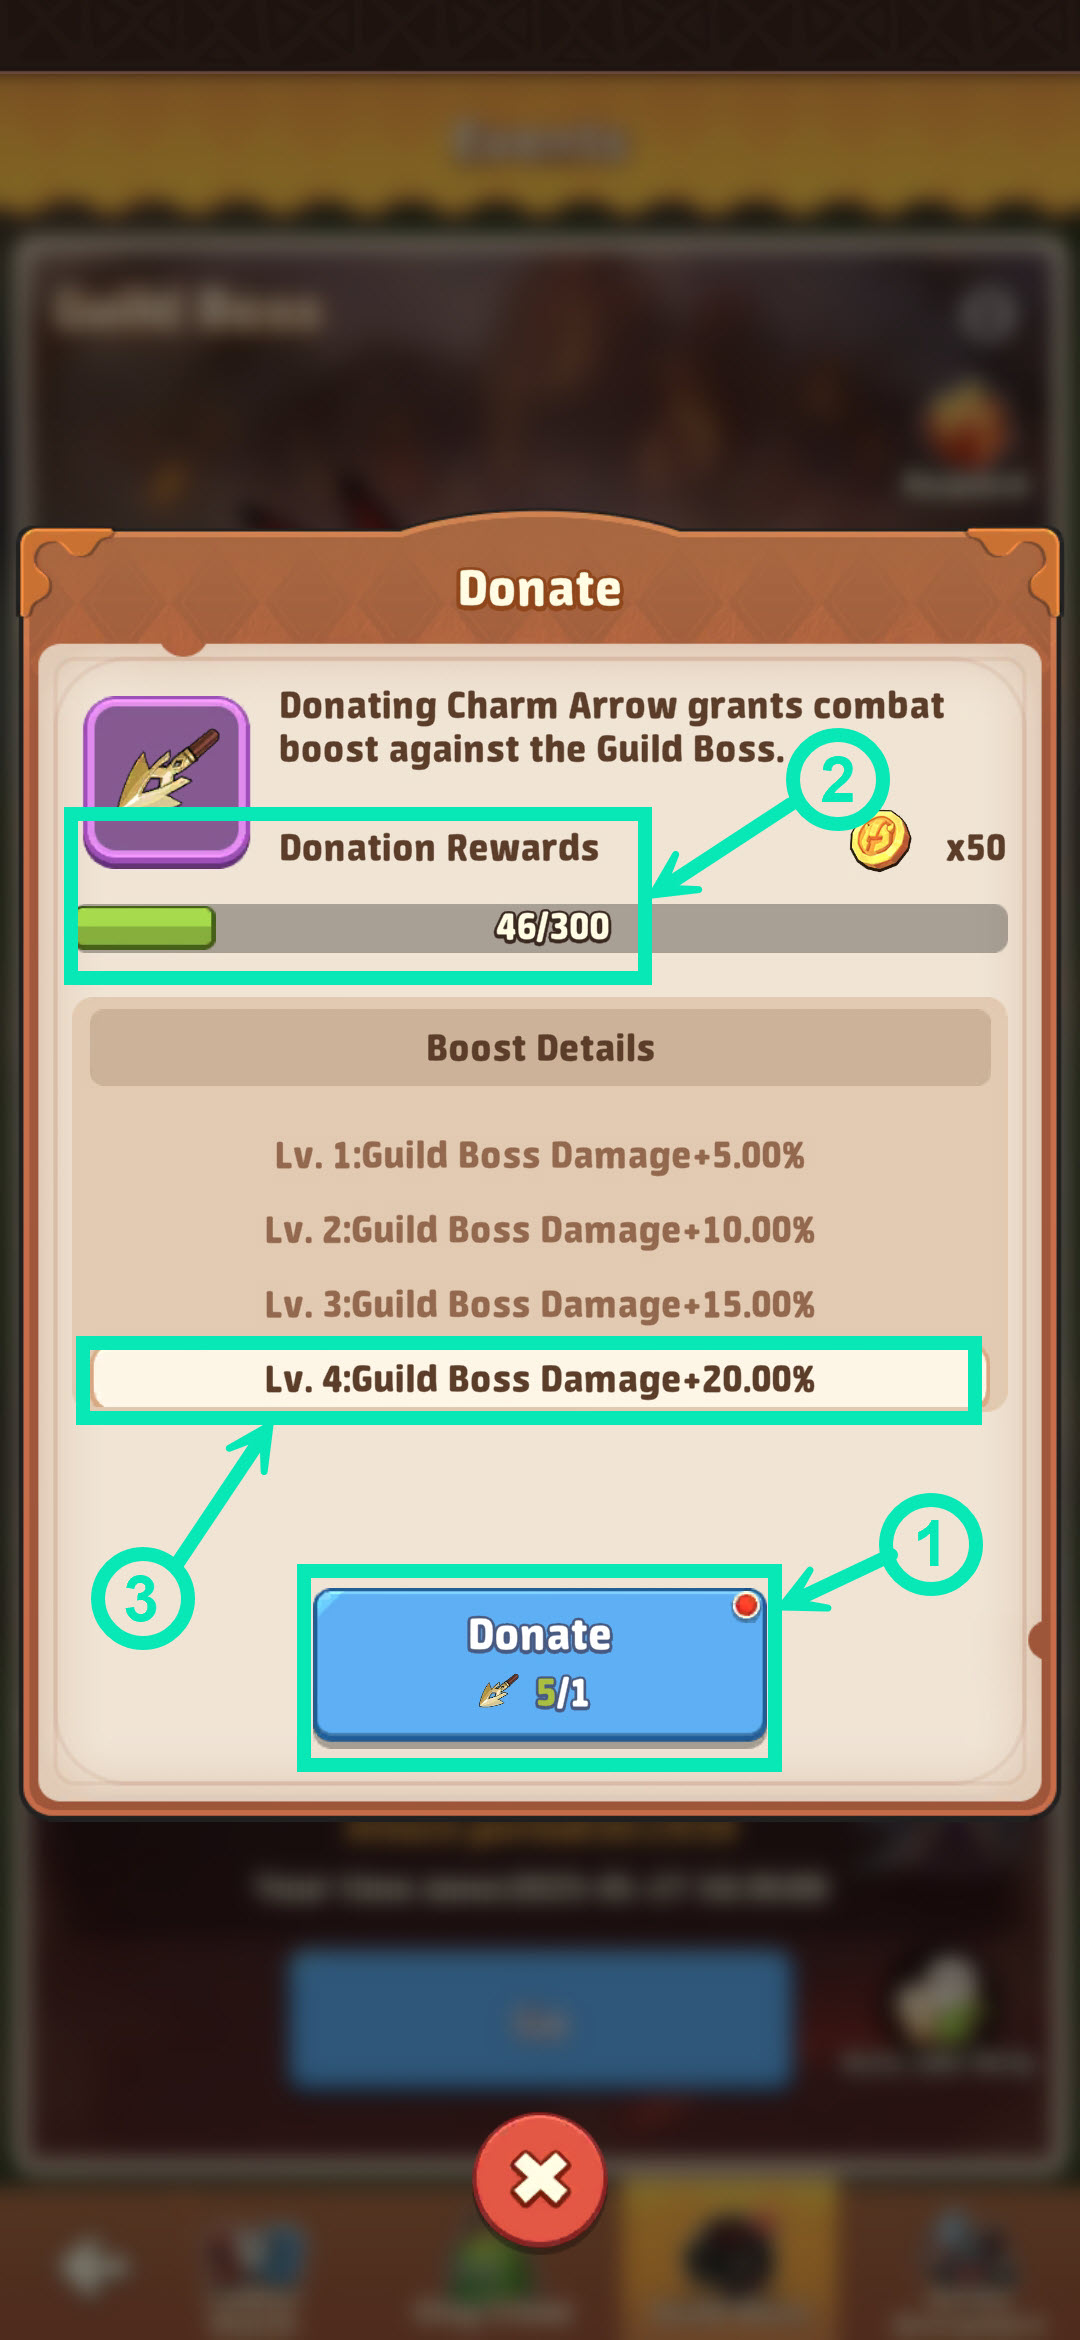 Donate
Donating Charm Arrow grants combat
boost against the Guild Boss.
2
Donation Rewards
x50
46/300
Boost Details
Lv. 1:Guild Boss Damage+5.00%
Lv. 2:Guild Boss Damage+10.00%
Lv. 3:Guild Boss Damage+15.00%
Lv. 4:Guild Boss Damage+20.00%
1
3
Donate
5/1
Guild Boss